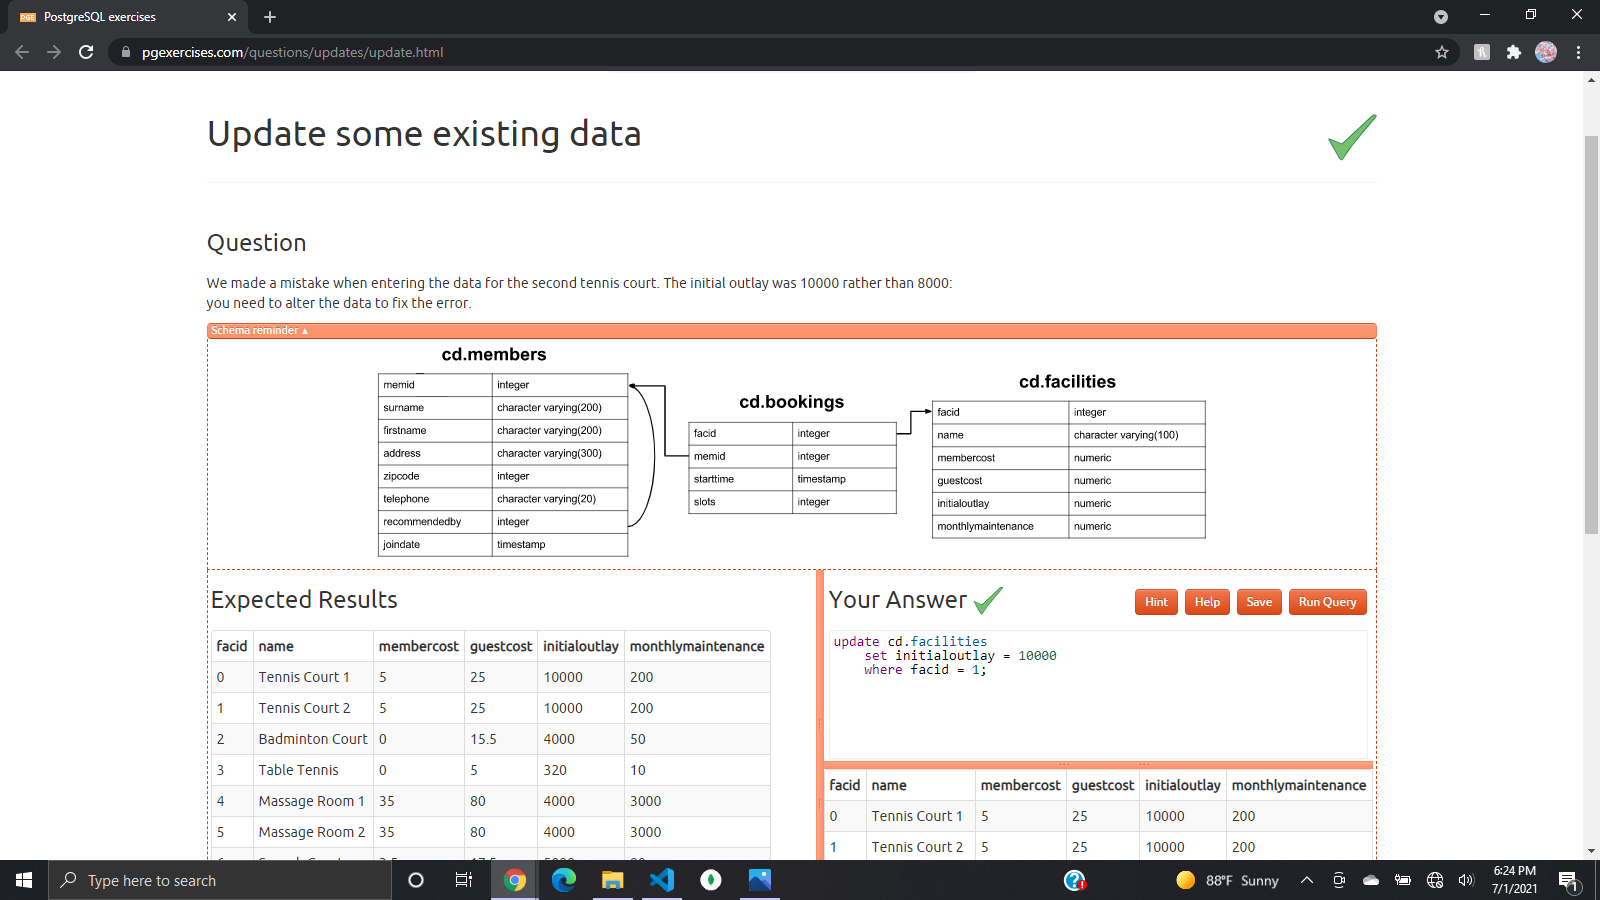 PGE PostgreSQL exercises
pgexercises.com/questions/updates/update.html
Update some existing data
Question
We made a mistake when entering the data for the second tennis court. The initial outlay was 10000 rather than 8000:
you need to alter the data to fix the error.
Schema reminder ▲
cd.members
memid integer
surname character varying(200)
firstname character varying(200)
address character varying(300)
zipcode integer
telephone character varying(20)
recommendedby integer
joindate timestamp
cd.bookings
facid integer
memid integer
starttime timestamp
slots integer
cd.facilities
facid integer
name character varying(100)
membercost numeric
guestcost numeric
initialoutlay numeric
monthlymaintenance numeric
Expected Results
facid name membercost guestcost initialoutlay monthlymaintenance
0 Tennis Court 1 5 25 10000 200
1 Tennis Court 2 5 25 10000 200
2 Badminton Court 0 15.5 4000 50
3 Table Tennis 0 5 320 10
4 Massage Room 1 35 80 4000 3000
5 Massage Room 2 35 80 4000 3000
Your Answer
Hint Help Save Run Query
update cd.facilities
set initialoutlay = 10000
where facid = 1;
facid name membercost guestcost initialoutlay monthlymaintenance
0 Tennis Court 1 5 25 10000 200
1 Tennis Court 2 5 25 10000 200
Type here to search
88°F Sunny
6:24 PM
7/1/2021
1